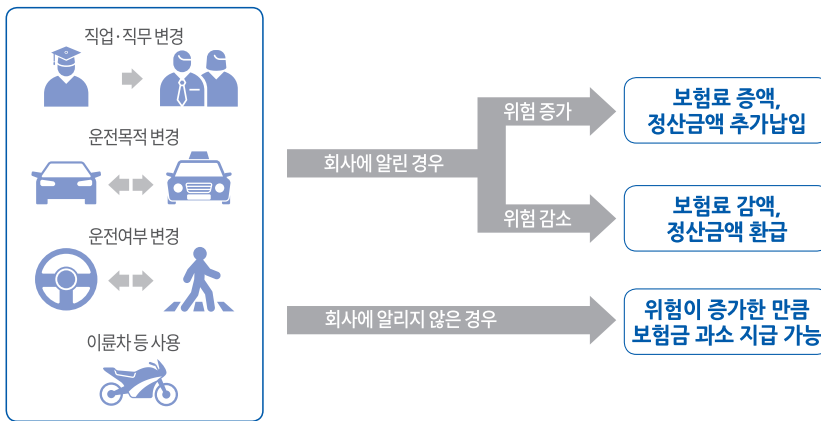 직업·직무 변경
운전목적 변경
운전여부 변경
이륜차 등 사용
회사에 알린 경우
위험 증가
보험료 증액,
정산금액 추가납입
위험 감소
보험료 감액,
정산금액 환급
회사에 알리지 않은 경우
위험이 증가한 만큼
보험금 과소 지급 가능